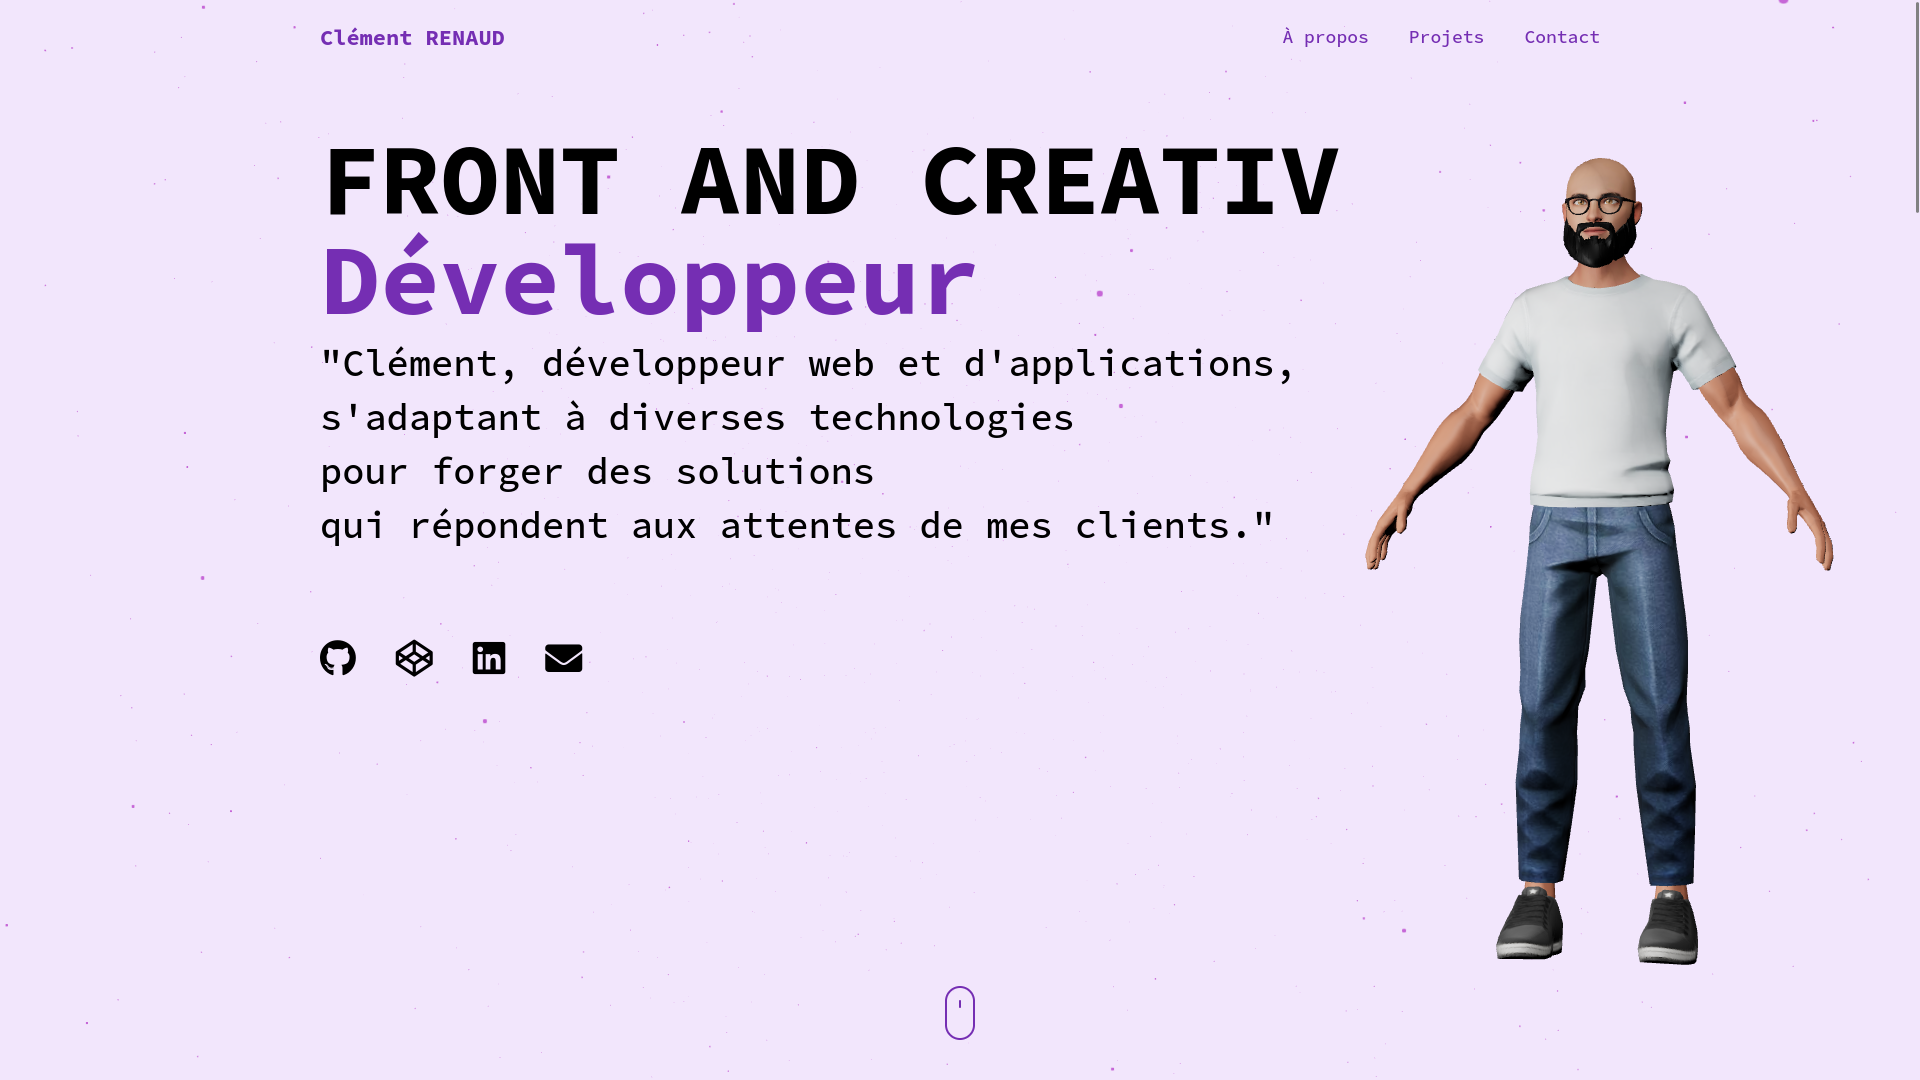 Clément RENAUD
À propos
Projets
Contact
FRONT AND CREATIV
Développeur
"Clément, développeur web et d'applications,
s'adaptant à diverses technologies
pour forger des solutions
qui répondent aux attentes de mes clients."